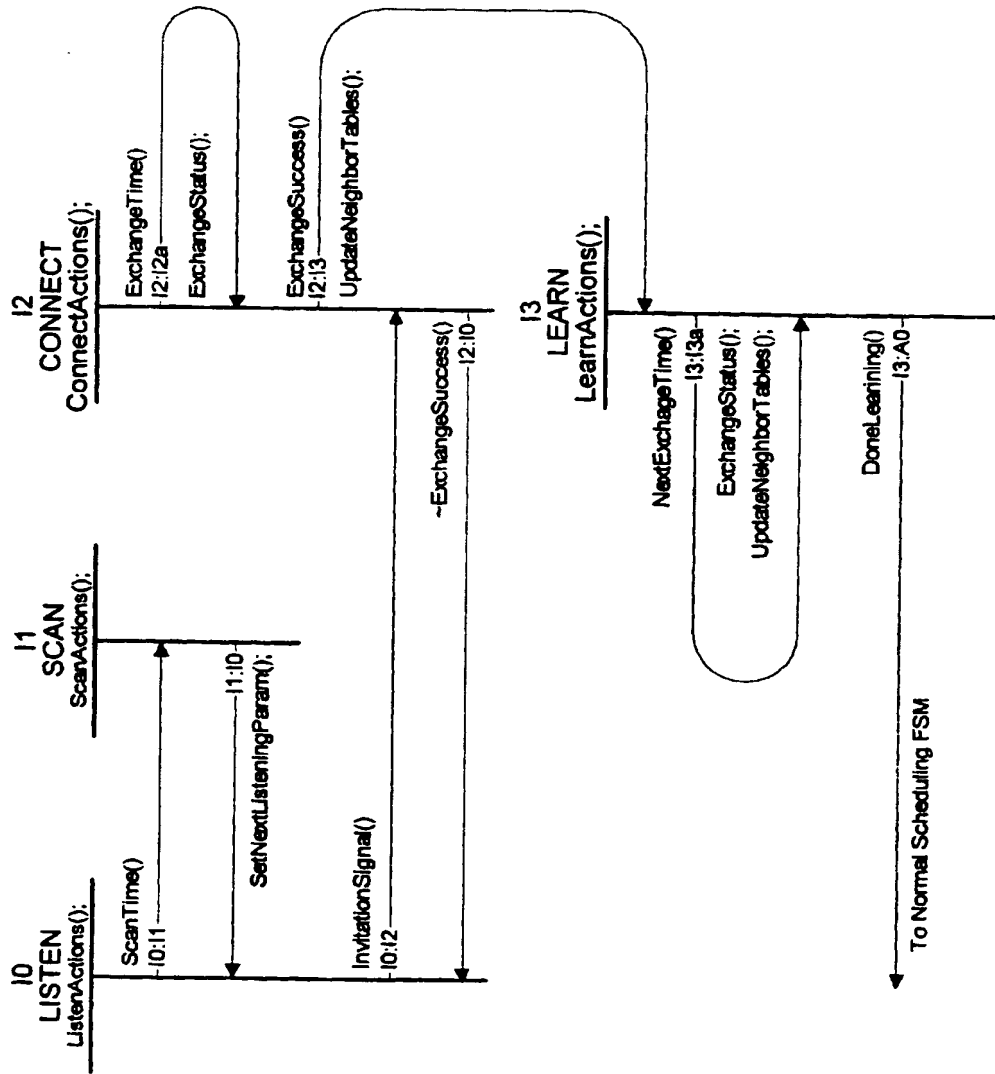 I0
LISTEN
ListenActions();
I1
SCAN
ScanActions();
I2
CONNECT
ConnectActions();
ScanTime()
I0:I1
I1:I0
SetNextListeningParam();
ExchangeTime()
I2:I2a
ExchangeStatus();
ExchangeSuccess()
I2:I3
UpdateNeighborTables();
InvitationSignal()
I0:I2
~ExchangeSuccess()
I2:I0
I3
LEARN
LearnActions();
NextExchageTime()
I3:I3a
ExchangeStatus();
UpdateNeighborTables();
DoneLearining()
I3:A0
To Normal Scheduling FSM